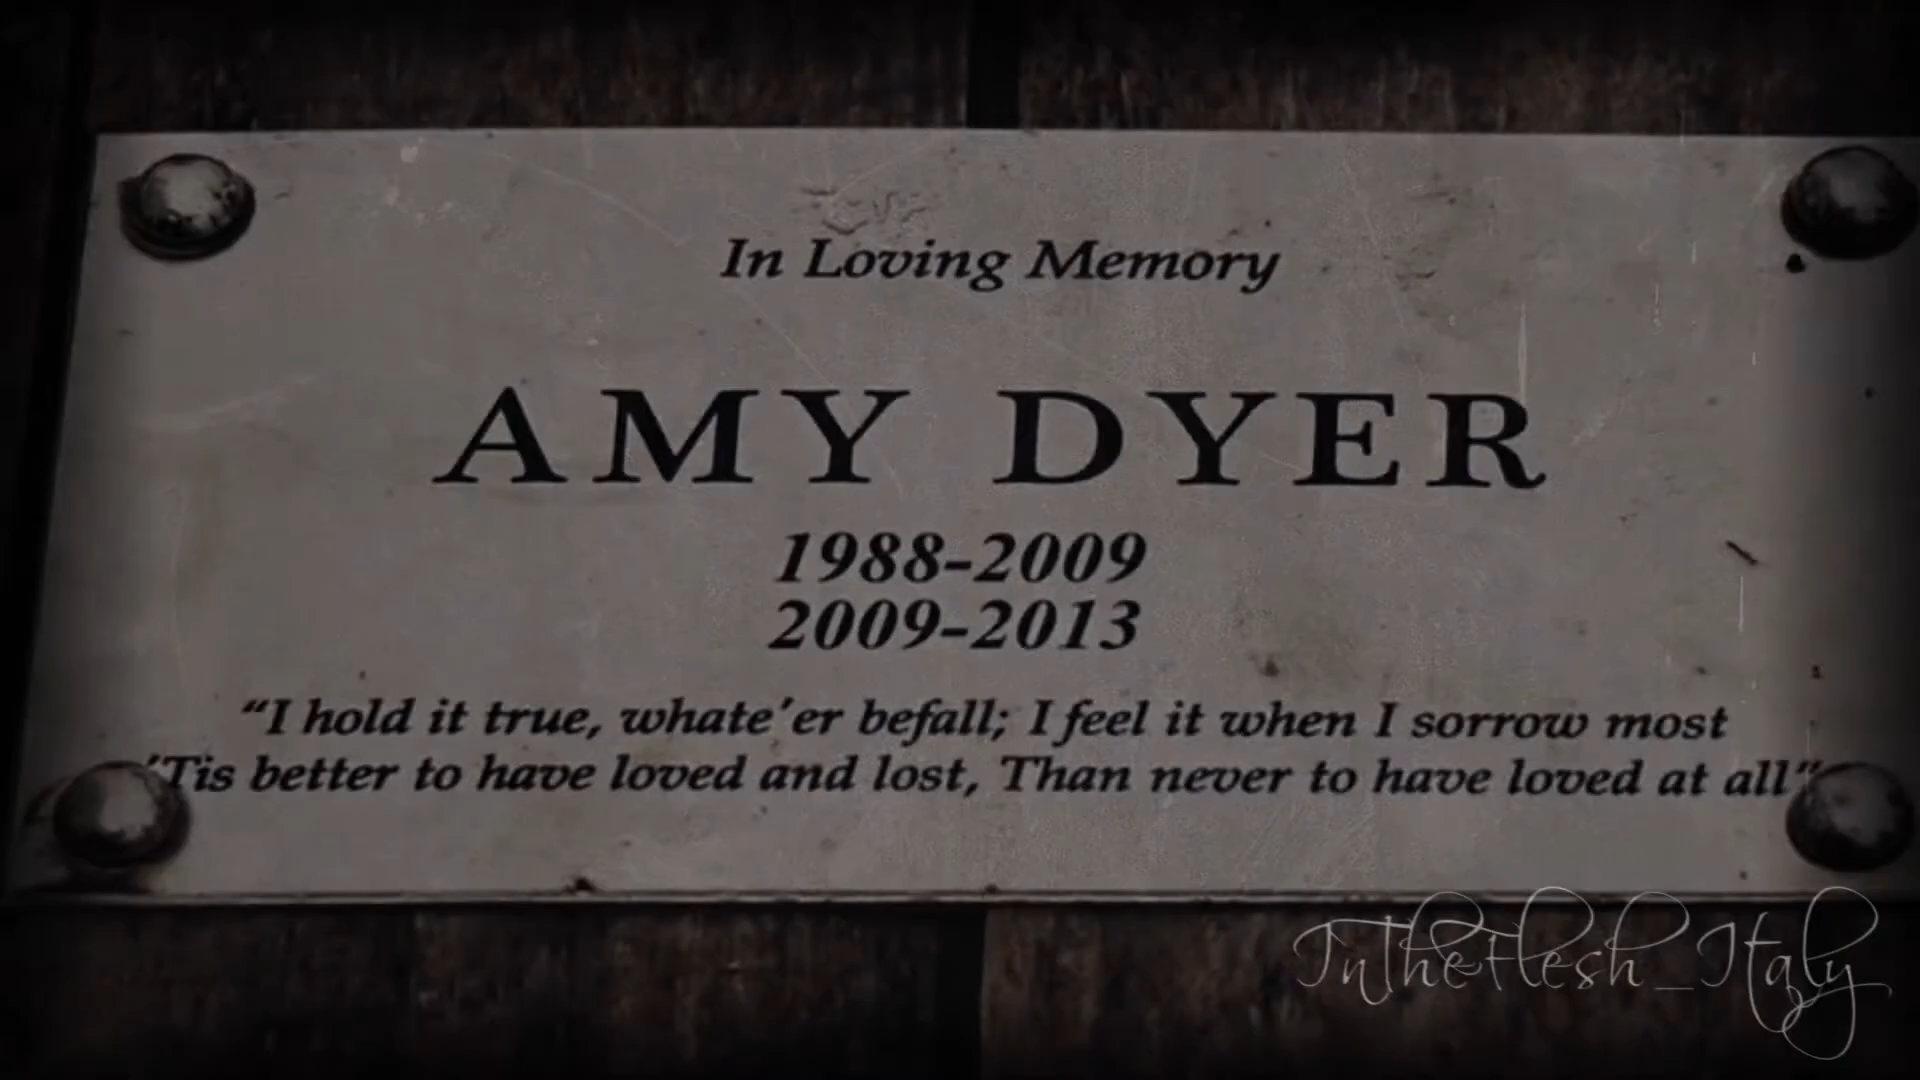 In Loving Memory
AMY DYER
1988-2009
2009-2013
“I hold it true, whate'er befall; I feel it when I sorrow most
'Tis better to have loved and lost, Than never to have loved at all”
InTheFlesh_Italy